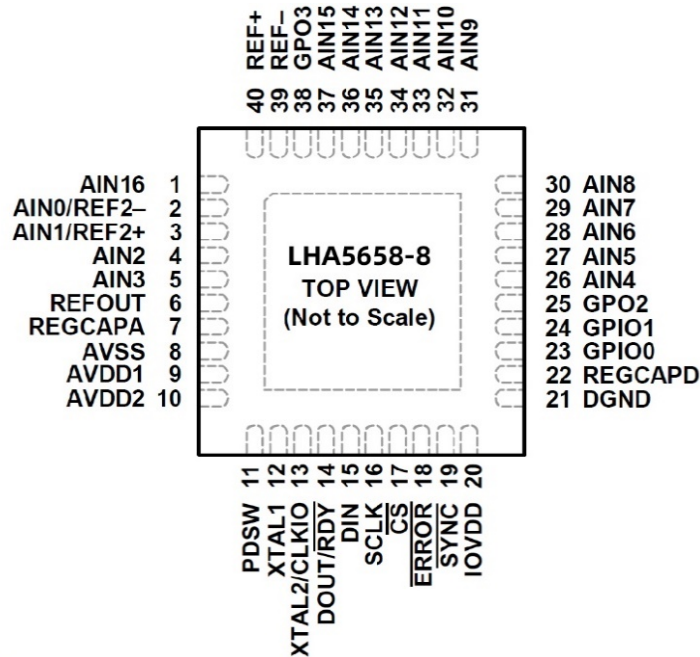 40 REF+
39 REF–
38 GPO3
37 AIN15
36 AIN14
35 AIN13
34 AIN12
33 AIN11
32 AIN10
31 AIN9
AIN16 1
AIN0/REF2– 2
AIN1/REF2+ 3
AIN2 4
AIN3 5
REFOUT 6
REGCAPA 7
AVSS 8
AVDD1 9
AVDD2 10
LHA5658-8
TOP VIEW
(Not to Scale)
30 AIN8
29 AIN7
28 AIN6
27 AIN5
26 AIN4
25 GPO2
24 GPIO1
23 GPIO0
22 REGCAPD
21 DGND
PDSW 11
XTAL1 12
XTAL2/CLKIO 13
DOUT/RDY 14
DIN 15
SCLK 16
CS 17
ERROR 18
SYNC 19
IOVDD 20